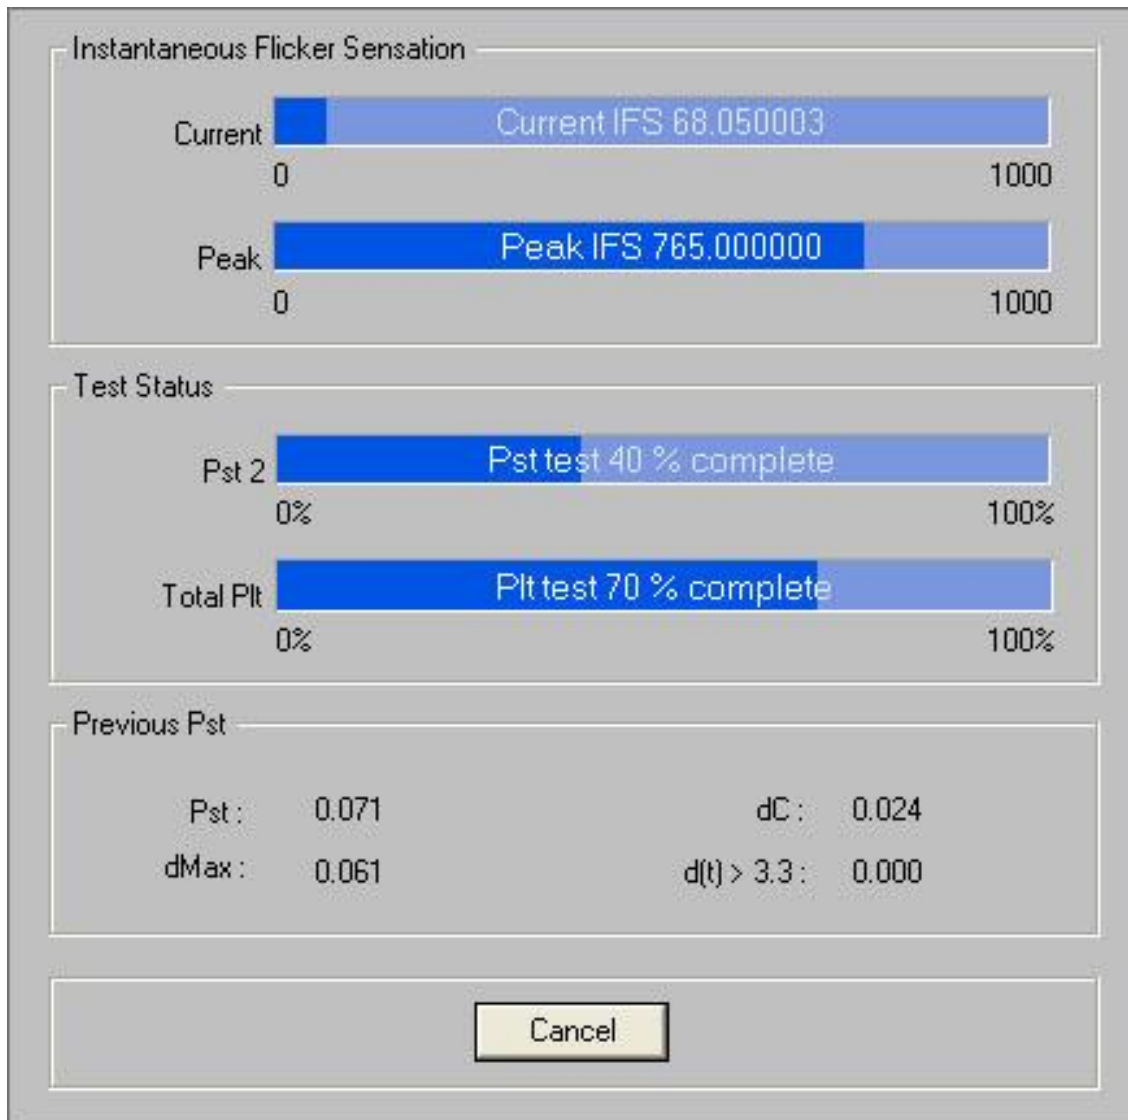 Instantaneous Flicker Sensation
Current Current IFS 68.050003
0 1000
Peak Peak IFS 765.000000
0 1000
Test Status
Pst 2 Pst test 40 % complete
0% 100%
Total Plt Plt test 70 % complete
0% 100%
Previous Pst
Pst : 0.071 dC : 0.024
dMax : 0.061 d(t) > 3.3 : 0.000
Cancel